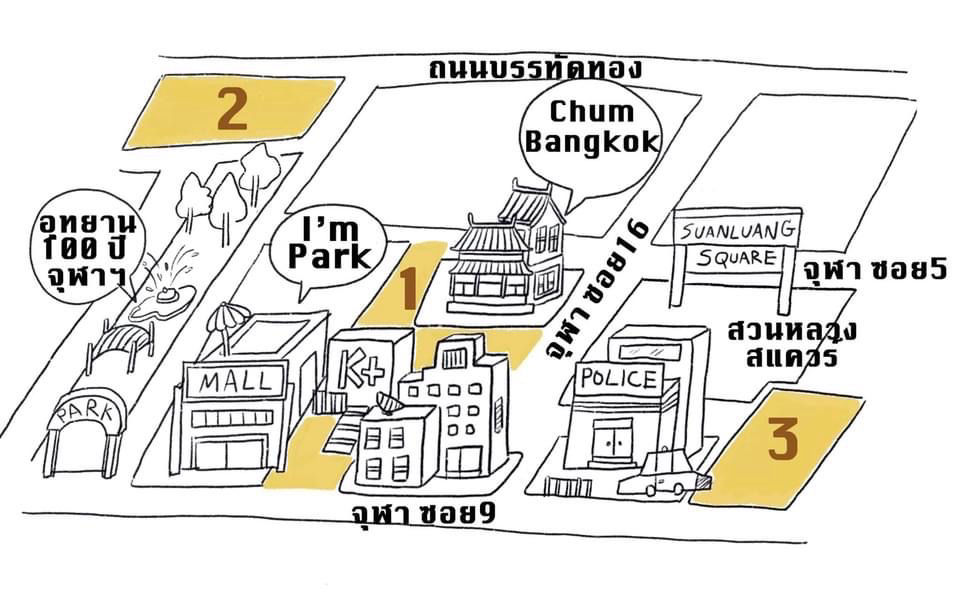 ถนนบรรทัดทอง
2
Chum
Bangkok
อุทยาน
100 ปี
จุฬาฯ
I'm
Park
1
จุฬา ซอย16
SUANLUANG
SQUARE
จุฬา ซอย5
สวนหลวง
สแควร์
MALL
K+
POLICE
PARK
3
จุฬา ซอย9